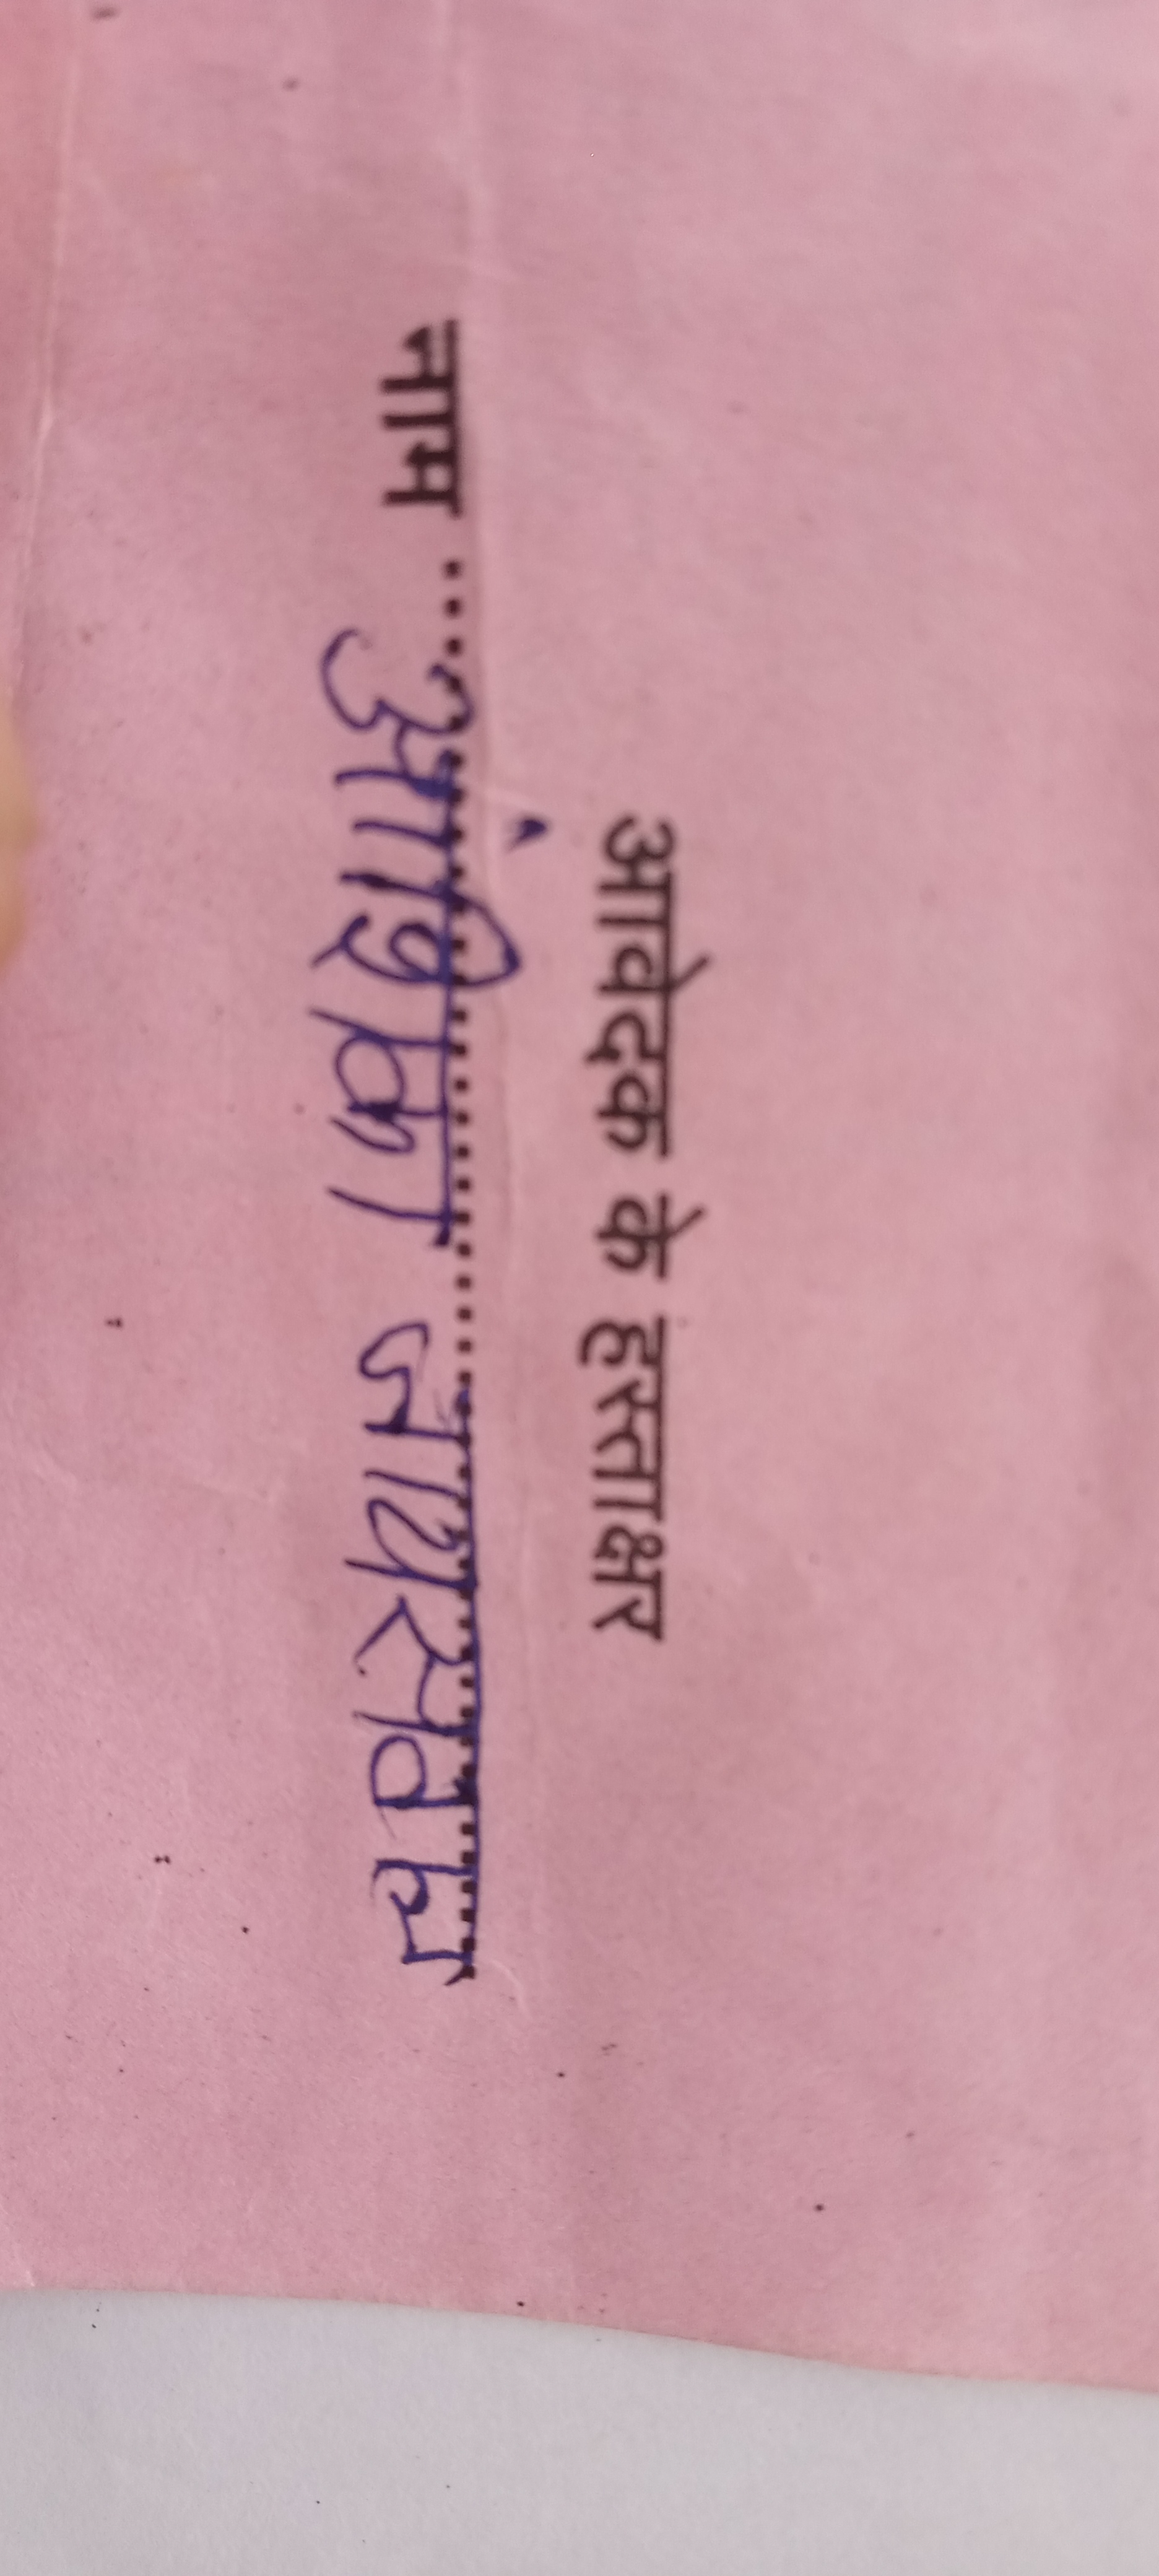 आवेदक के हस्ताक्षर
नाम ..... आंशिका जायसवाल